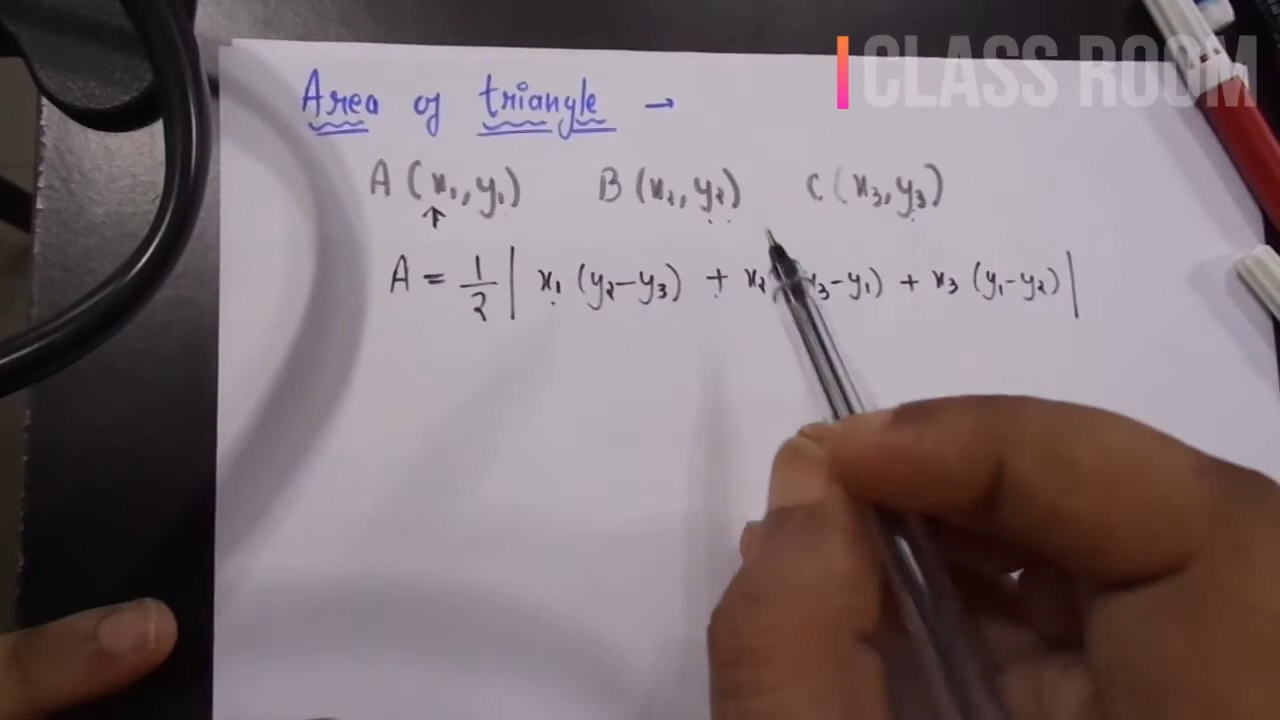 CLASS ROOM
Area of triangle →
A (x₁, y₁) B (x₂, y₂) C (x₃, y₃)
↑
A = 1/2 | x₁ (y₂ - y₃) + x₂ y₃ - y₁) + x₃ (y₁ - y₂) |